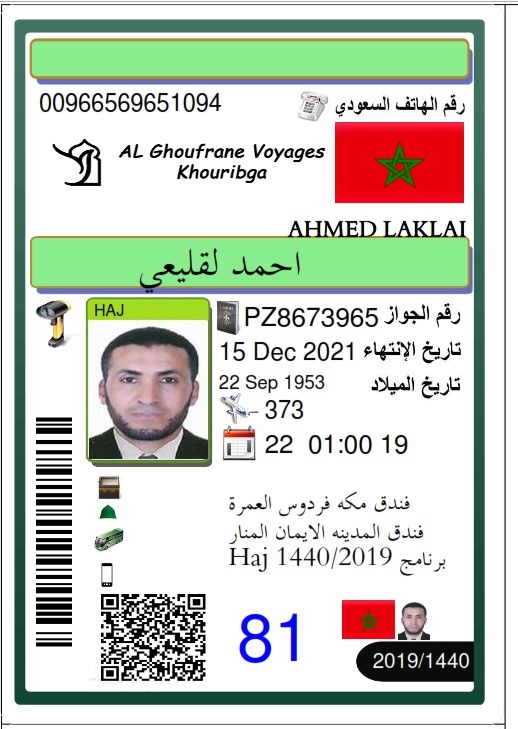 00966569651094 رقم الهاتف السعودي
AL Ghoufrane Voyages
Khouribga
AHMED LAKLAI
احمد لقليعي
HAJ
رقم الجواز PZ8673965
تاريخ الإنتهاء 15 Dec 2021
تاريخ الميلاد 22 Sep 1953
373
22 01:00 19
فندق مكه فردوس العمرة
فندق المدينه الايمان المنار
برنامج Haj 1440/2019
81
2019/1440